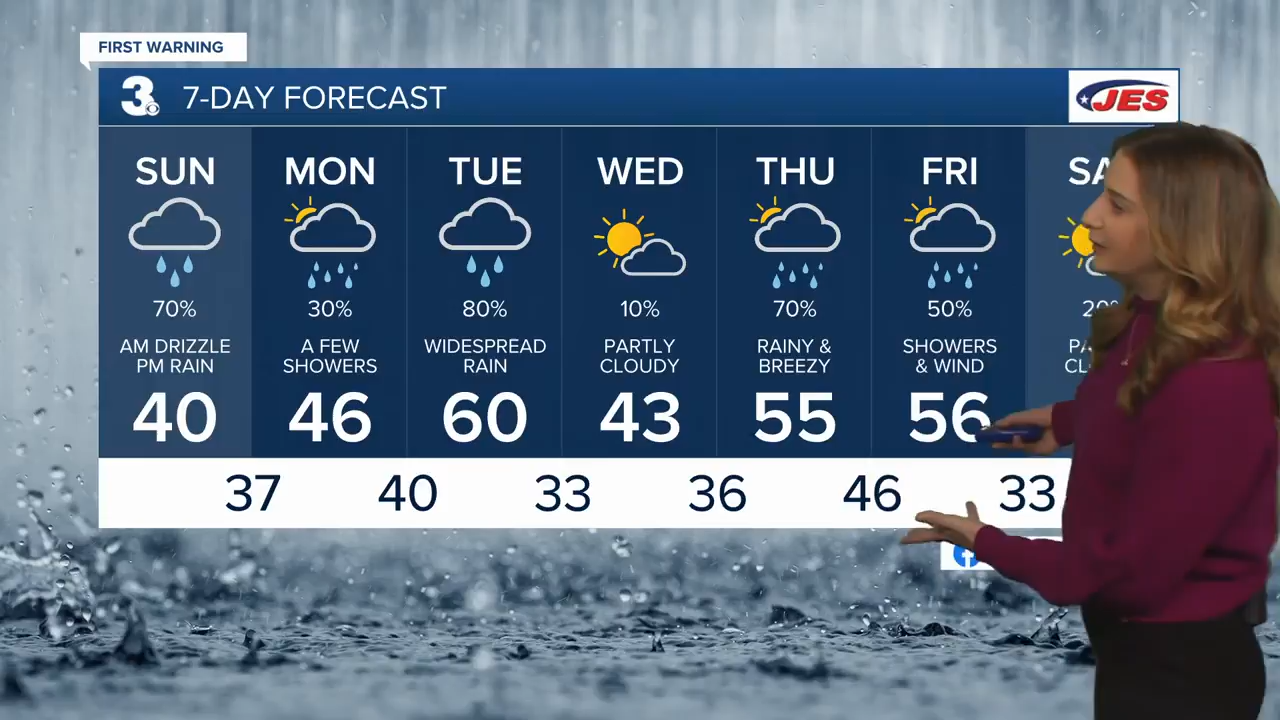 FIRST WARNING
3 7-DAY FORECAST JES
SUN MON TUE WED THU FRI
70% 30% 80% 10% 70% 50%
AM DRIZZLE A FEW WIDESPREAD PARTLY RAINY & SHOWERS
PM RAIN SHOWERS RAIN CLOUDY BREEZY & WIND
40 46 60 43 55 56
37 40 33 36 46 33